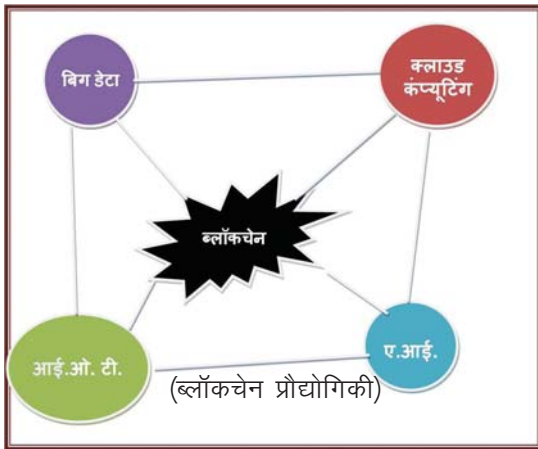 बिग डेटा
क्लाउड
कंप्यूटिंग
ब्लॉकचेन
आई.ओ. टी.
ए.आई.
(ब्लॉकचेन प्रौद्योगिकी)